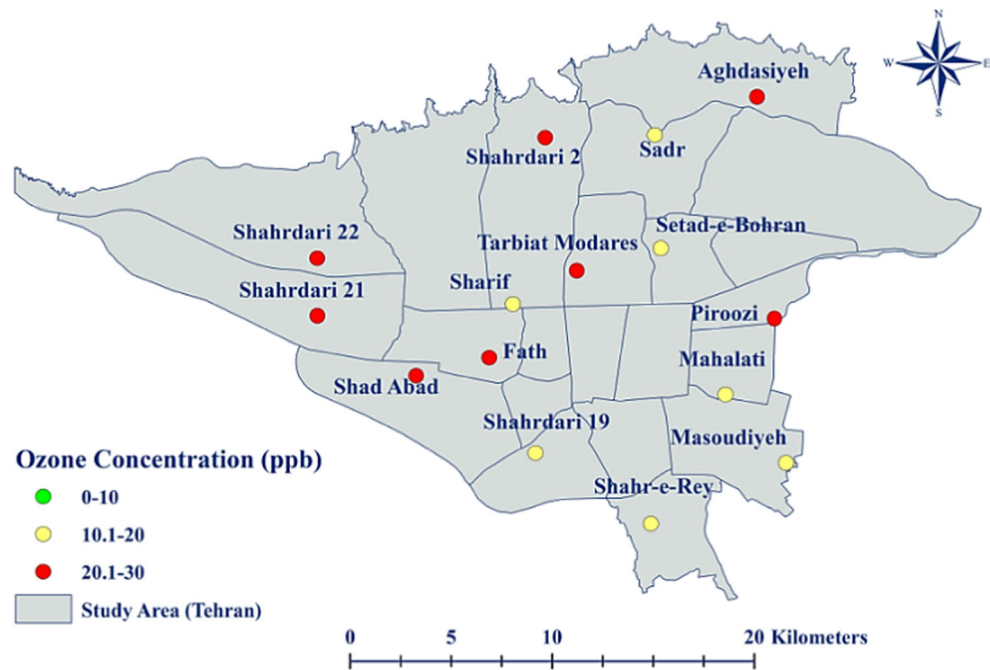 N
W E
S
Aghdasiyeh
Sadr
Shahrdari 2
Setad-e-Bohran
Shahrdari 22
Tarbiat Modares
Sharif
Shahrdari 21
Piroozi
Fath
Mahalati
Shad Abad
Shahrdari 19
Masoudiyeh
Shahr-e-Rey
Ozone Concentration (ppb)
0-10
10.1-20
20.1-30
Study Area (Tehran)
0 5 10 20 Kilometers